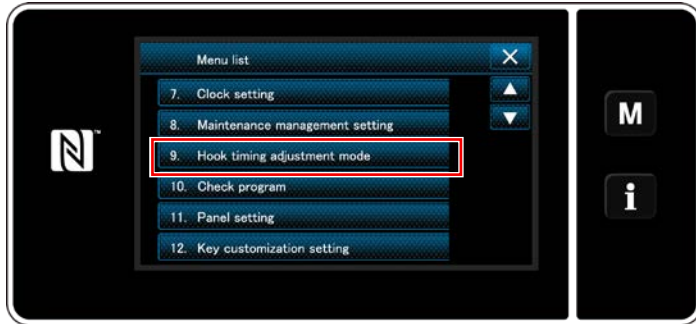 Menu list
7. Clock setting
8. Maintenance management setting
9. Hook timing adjustment mode
10. Check program
11. Panel setting
12. Key customization setting
M
i